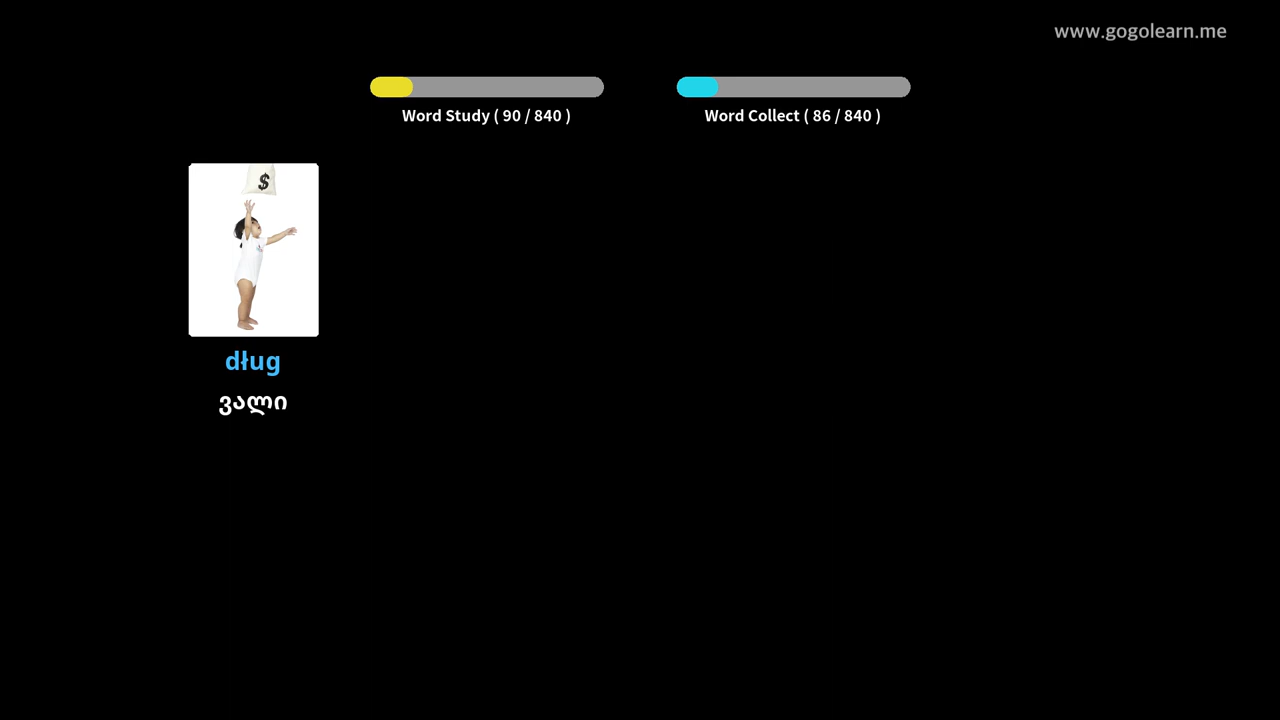 www.gogolearn.me
Word Study ( 90 / 840 )
Word Collect ( 86 / 840 )
$
dług
ვალი